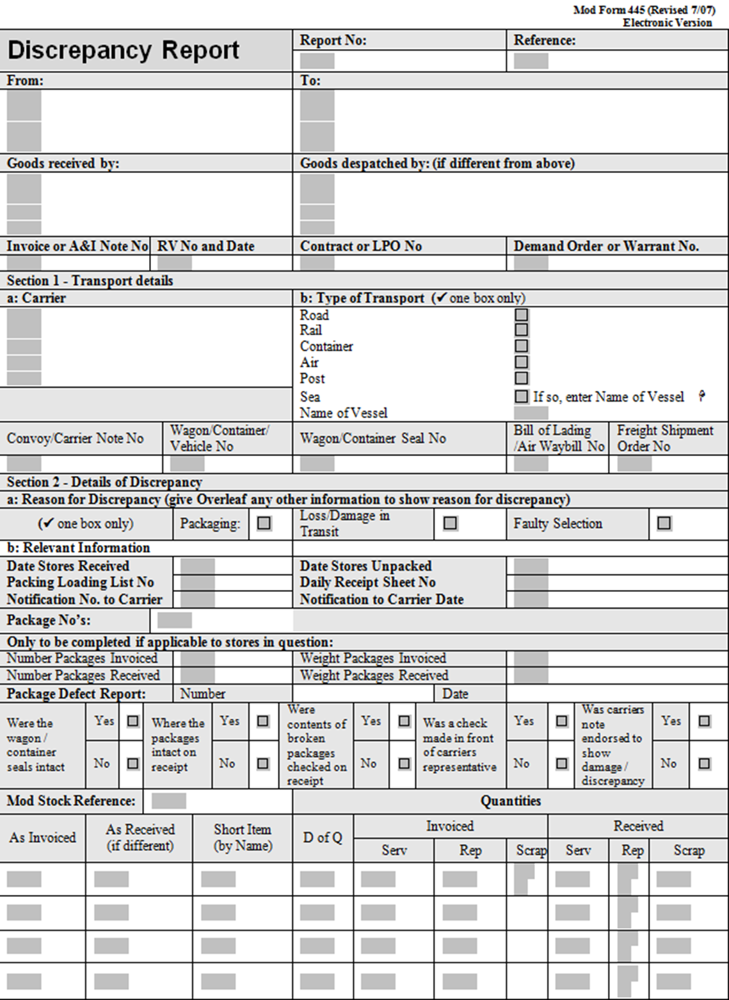 Mod Form 445 (Revised 7/07)
Electronic Version
Discrepancy Report
Report No:
Reference:
From:
To:
Goods received by:
Goods despatched by: (if different from above)
Invoice or A&I Note No
RV No and Date
Contract or LPO No
Demand Order or Warrant No.
Section 1 - Transport details
a: Carrier
b: Type of Transport (✓ one box only)
Road
Rail
Container
Air
Post
Sea
If so, enter Name of Vessel
Name of Vessel
Convoy/Carrier Note No
Wagon/Container/
Vehicle No
Wagon/Container Seal No
Bill of Lading
/Air Waybill No
Freight Shipment
Order No
Section 2 - Details of Discrepancy
a: Reason for Discrepancy (give Overleaf any other information to show reason for discrepancy)
(✓ one box only)
Packaging:
Loss/Damage in
Transit
Faulty Selection
b: Relevant Information
Date Stores Received
Date Stores Unpacked
Packing Loading List No
Daily Receipt Sheet No
Notification No. to Carrier
Notification to Carrier Date
Package No's:
Only to be completed if applicable to stores in question:
Number Packages Invoiced
Weight Packages Invoiced
Number Packages Received
Weight Packages Received
Package Defect Report:
Number
Date
Were the
wagon /
container
seals intact
Yes
No
Where the
packages
intact on
receipt
Yes
No
Were
contents of
broken
packages
checked on
receipt
Yes
No
Was a check
made in front
of carriers
representative
Yes
No
Was carriers
note
endorsed to
show
damage /
discrepancy
Yes
No
Mod Stock Reference:
Quantities
As Invoiced
As Received
(if different)
Short Item
(by Name)
D of Q
Invoiced
Received
Serv
Rep
Scrap
Serv
Rep
Scrap